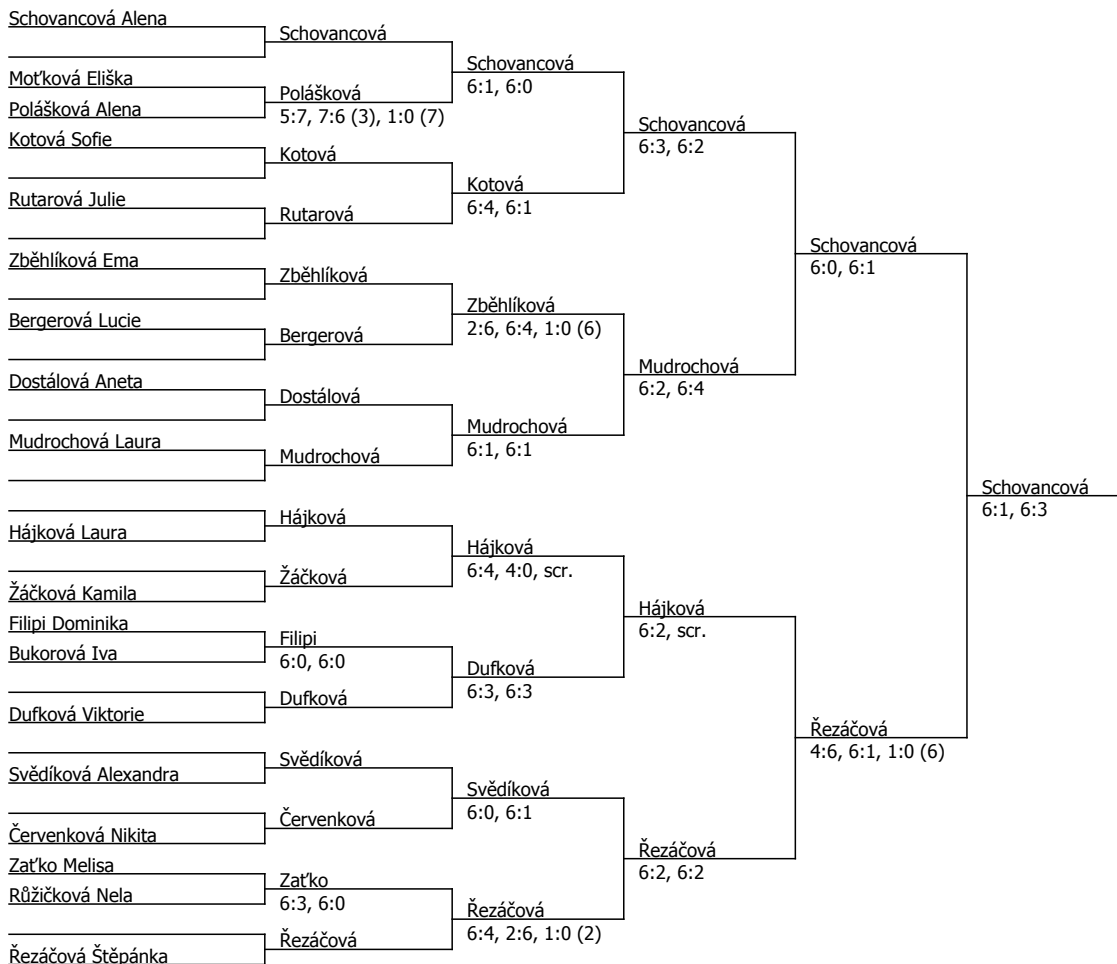 Schovancová Alena
Moťková Eliška
Polášková Alena
Kotová Sofie
Rutarová Julie
Zběhlíková Ema
Bergerová Lucie
Dostálová Aneta
Mudrochová Laura
Hájková Laura
Žáčková Kamila
Filipi Dominika
Bukorová Iva
Dufková Viktorie
Svědíková Alexandra
Červenková Nikita
Zaťko Melisa
Růžičková Nela
Řezáčová Štěpánka
Schovancová
Polášková
5:7, 7:6 (3), 1:0 (7)
Kotová
Rutarová
Zběhlíková
Bergerová
Dostálová
Mudrochová
Hájková
Žáčková
Filipi
6:0, 6:0
Dufková
Svědíková
Červenková
Zaťko
6:3, 6:0
Řezáčová
Schovancová
6:1, 6:0
Kotová
6:4, 6:1
Zběhlíková
2:6, 6:4, 1:0 (6)
Mudrochová
6:1, 6:1
Hájková
6:4, 4:0, scr.
Dufková
6:3, 6:3
Svědíková
6:0, 6:1
Řezáčová
6:4, 2:6, 1:0 (2)
Schovancová
6:3, 6:2
Mudrochová
6:2, 6:4
Hájková
6:2, scr.
Řezáčová
6:2, 6:2
Schovancová
6:0, 6:1
Řezáčová
4:6, 6:1, 1:0 (6)
Schovancová
6:1, 6:3